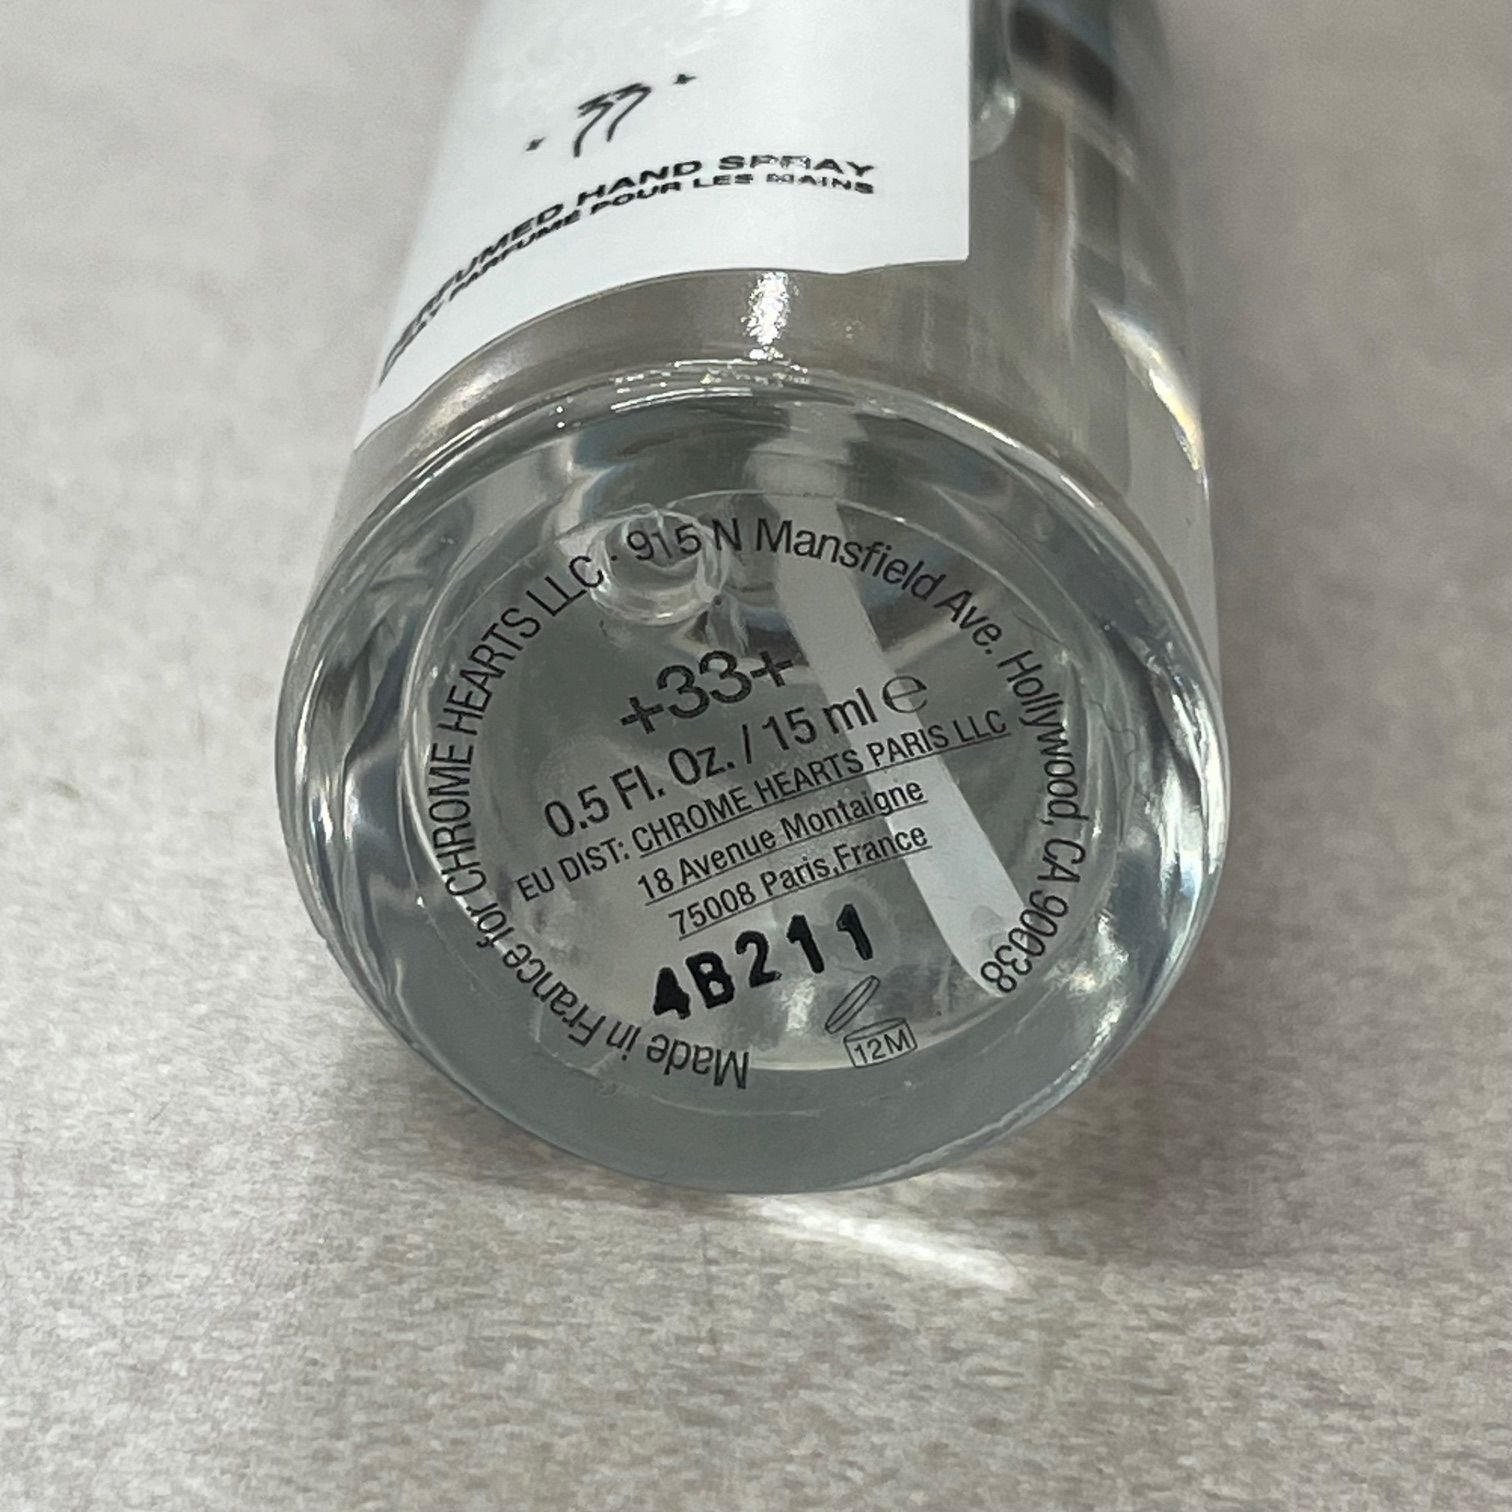 +33+
PERFUMED HAND SPRAY
SPRAY PARFUMÉ POUR LES MAINS
Made in France for CHROME HEARTS LLC · 915 N Mansfield Ave. Hollywood, CA 90038
+33+
0.5 Fl. Oz. / 15 ml ℮
EU DIST: CHROME HEARTS PARIS LLC
18 Avenue Montaigne
75008 Paris,France
4B211
12M